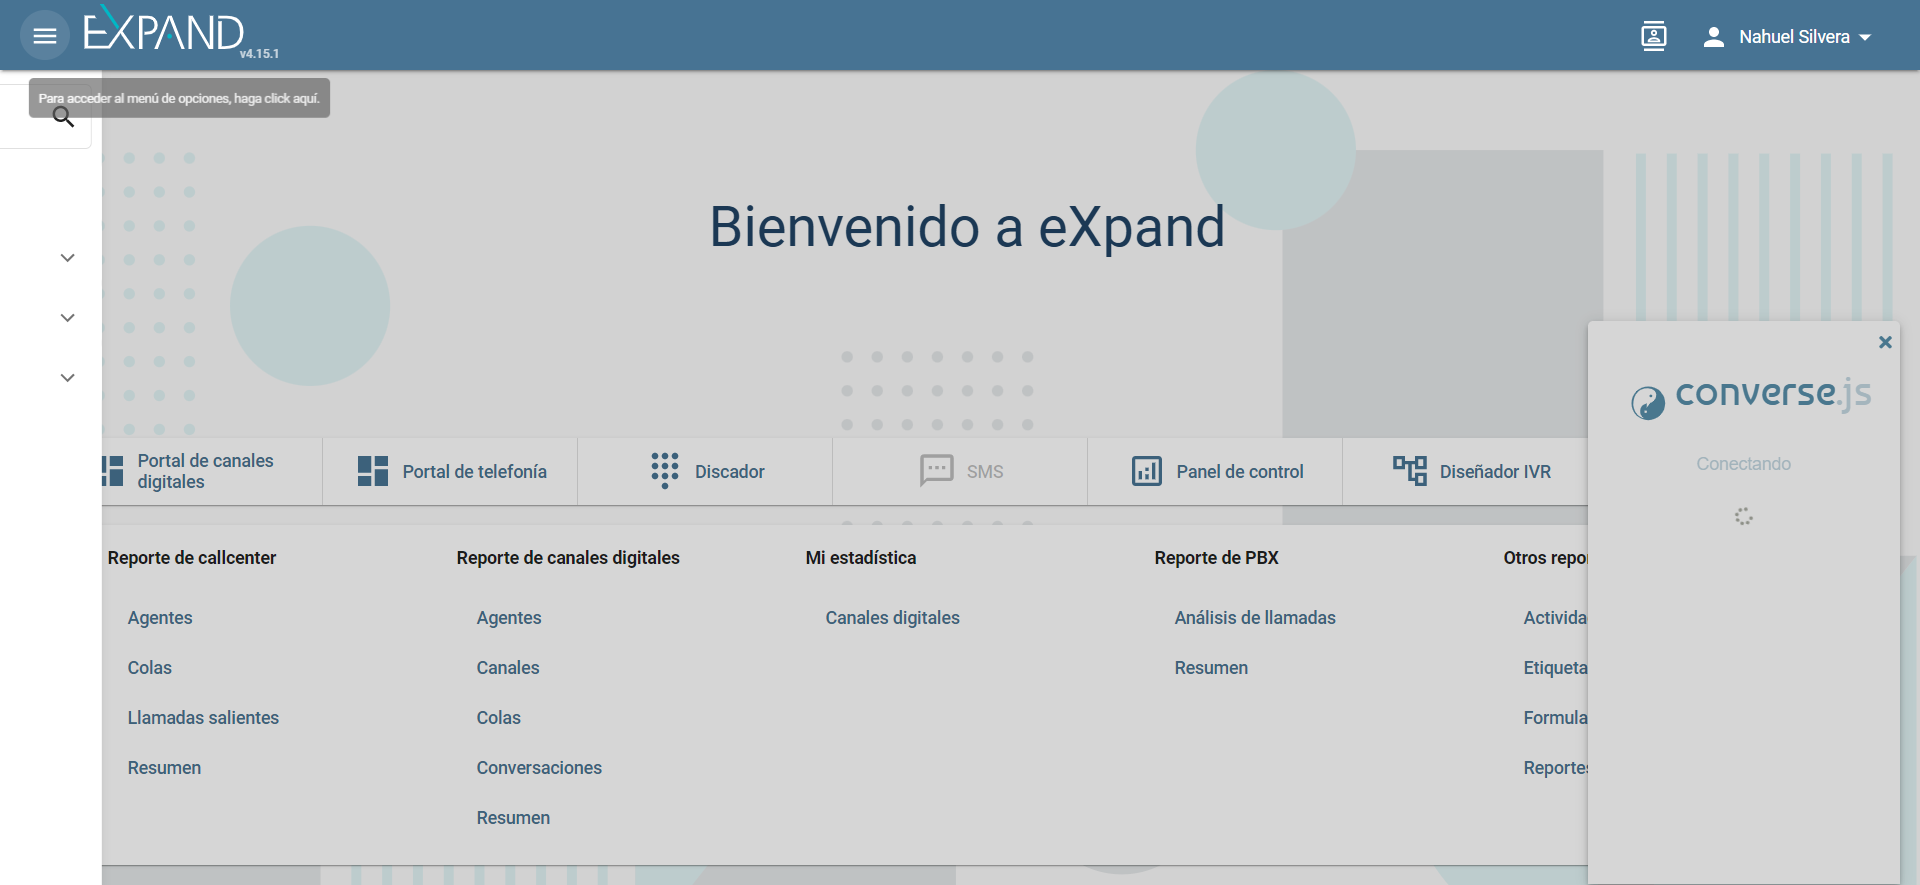 EXPAND
v4.15.1
Nahuel Silvera
Para acceder al menú de opciones, haga click aquí.
Bienvenido a eXpand
converse.js
Conectando
Portal de canales
digitales
Portal de telefonía
Discador
SMS
Panel de control
Diseñador IVR
Reporte de callcenter
Agentes
Colas
Llamadas salientes
Resumen
Reporte de canales digitales
Agentes
Canales
Colas
Conversaciones
Resumen
Mi estadística
Canales digitales
Reporte de PBX
Análisis de llamadas
Resumen
Otros repo
Activida
Etiqueta
Formula
Reportes